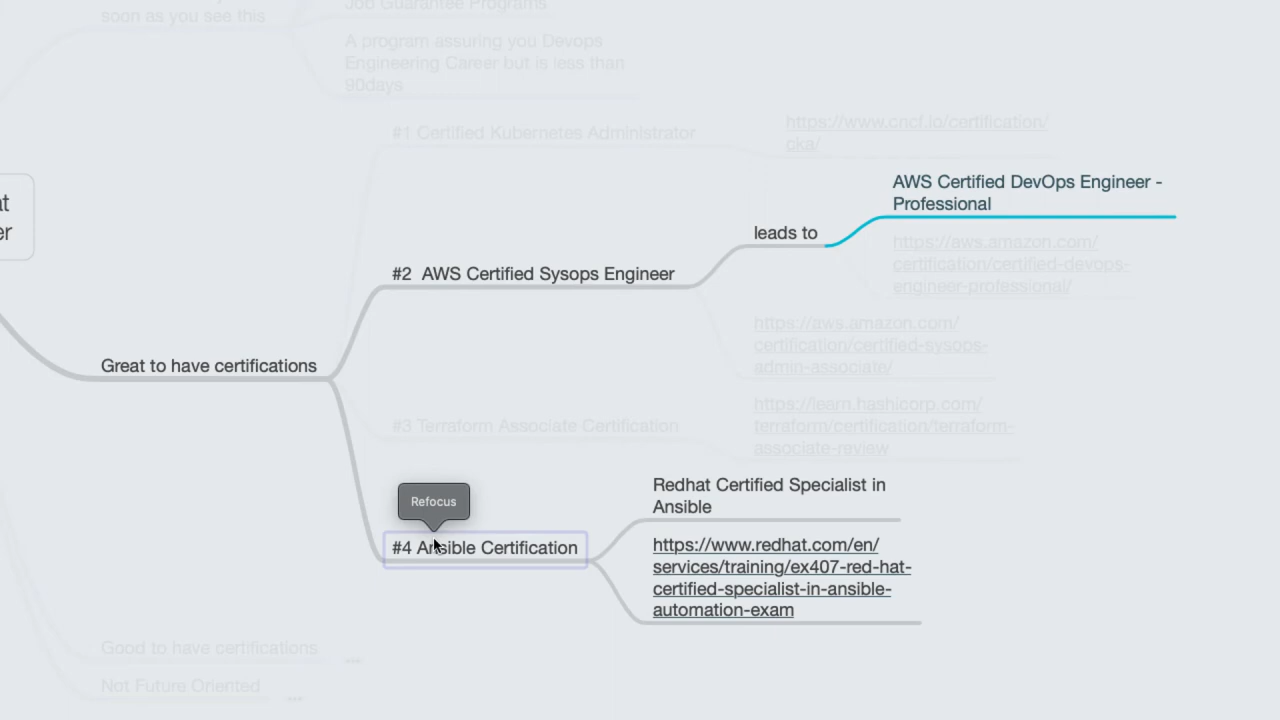 soon as you see this
Job Guarantee Programs
A program assuring you Devops
Engineering Career but is less than
90days
#1 Certified Kubernetes Administrator
https://www.cncf.io/certification/
cka/
AWS Certified DevOps Engineer -
Professional
leads to
https://aws.amazon.com/
certification/certified-devops-
engineer-professional/
#2  AWS Certified Sysops Engineer
https://aws.amazon.com/
certification/certified-sysops-
admin-associate/
Great to have certifications
#3 Terraform Associate Certification
https://learn.hashicorp.com/
terraform/certification/terraform-
associate-review
Refocus
#4 Ansible Certification
Redhat Certified Specialist in
Ansible
https://www.redhat.com/en/
services/training/ex407-red-hat-
certified-specialist-in-ansible-
automation-exam
Good to have certifications
Not Future Oriented